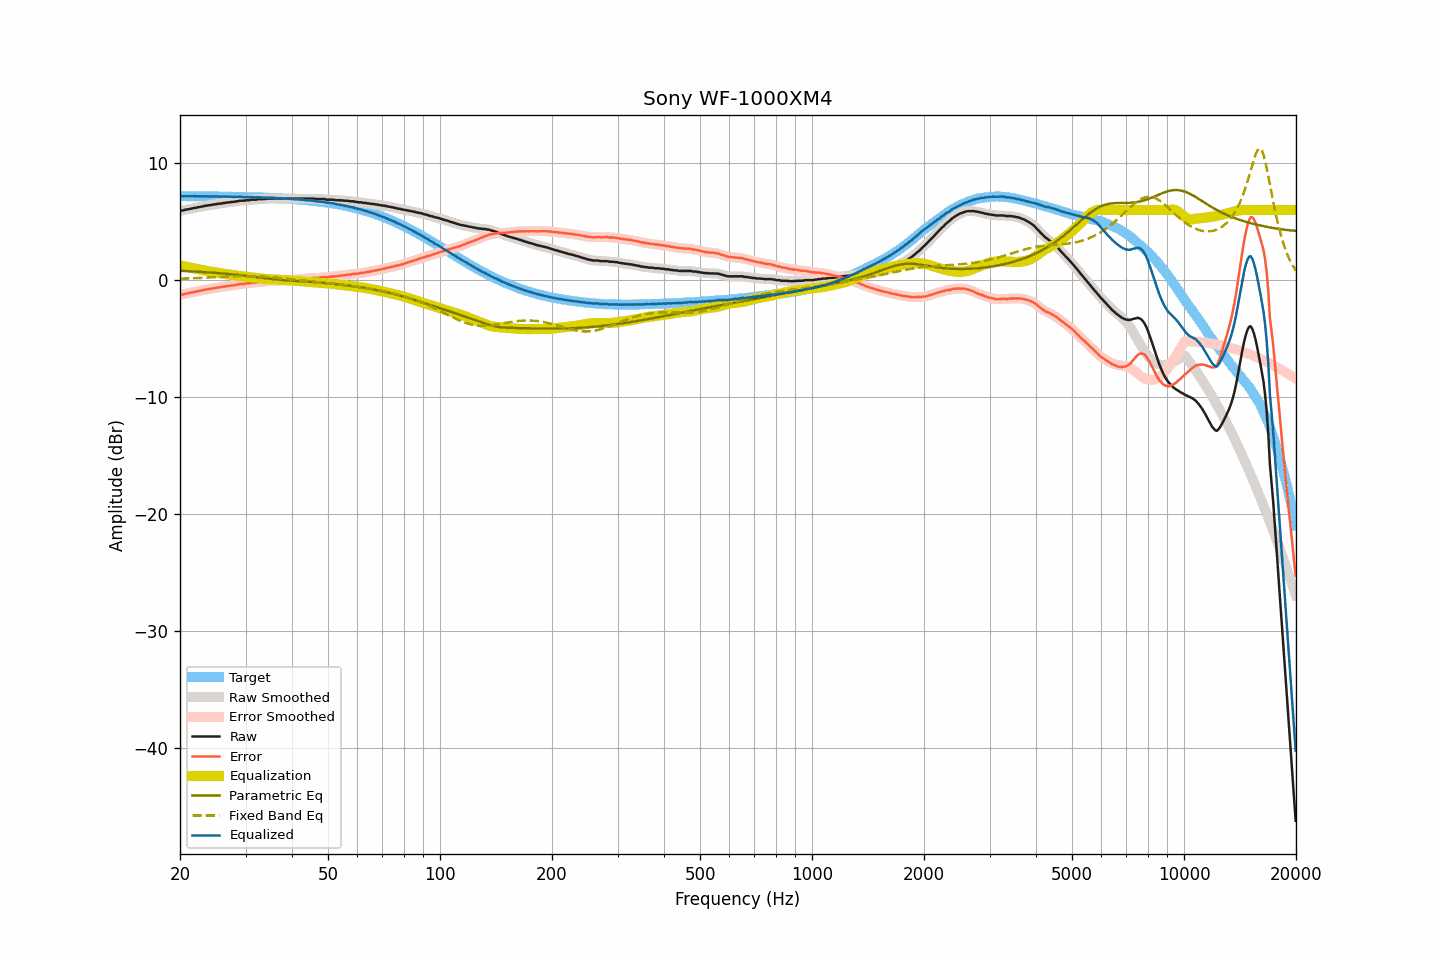 Sony WF-1000XM4
Amplitude (dBr)
10
0
−10
−20
−30
−40
Target
Raw Smoothed
Error Smoothed
Raw
Error
Equalization
Parametric Eq
Fixed Band Eq
Equalized
20 50 100 200 500 1000 2000 5000 10000 20000
Frequency (Hz)